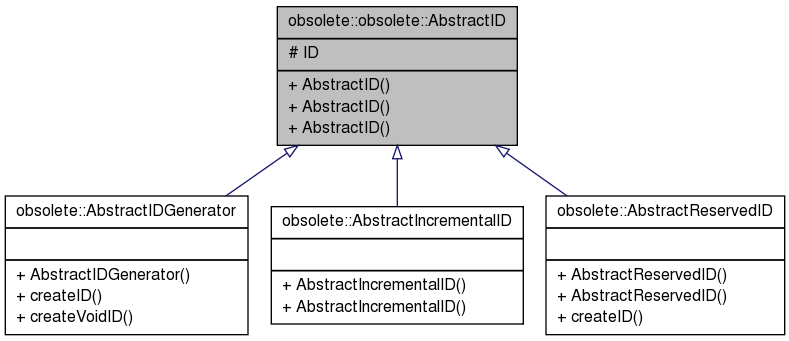 obsolete::obsolete::AbstractID
# ID
+ AbstractID()
+ AbstractID()
+ AbstractID()
obsolete::AbstractIDGenerator
+ AbstractIDGenerator()
+ createID()
+ createVoidID()
obsolete::AbstractIncrementalID
+ AbstractIncrementalID()
+ AbstractIncrementalID()
obsolete::AbstractReservedID
+ AbstractReservedID()
+ AbstractReservedID()
+ createID()